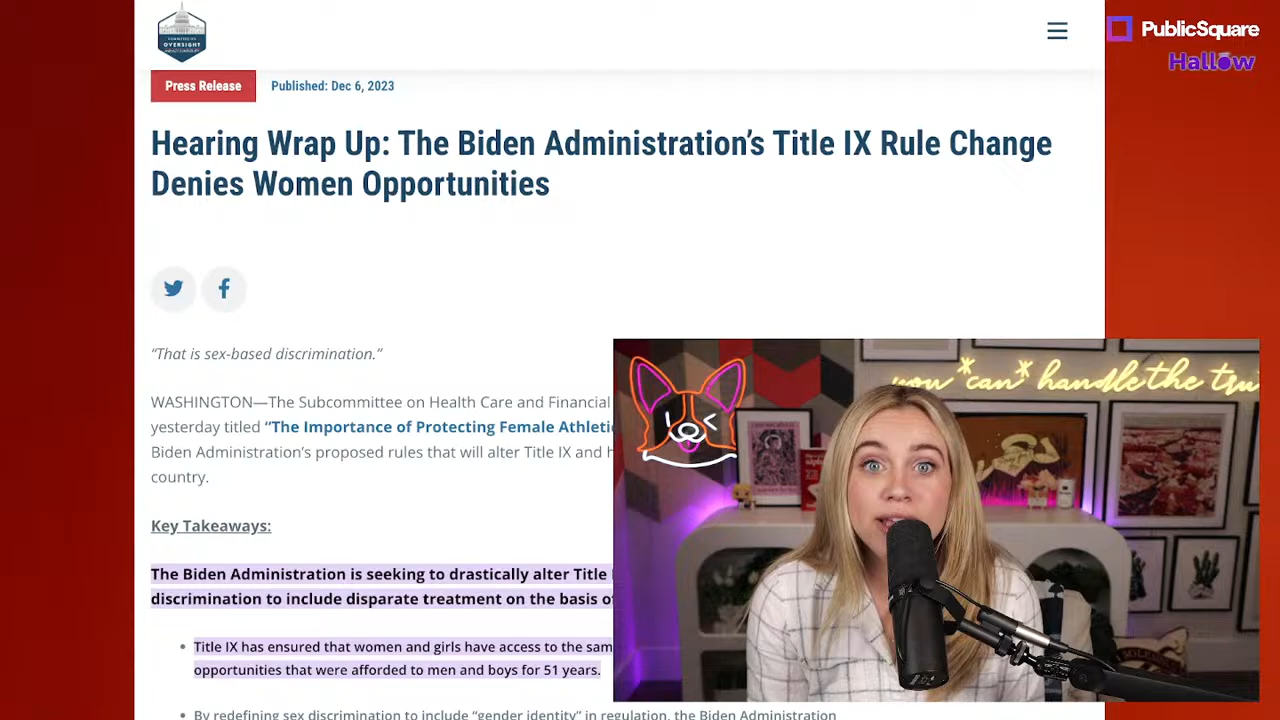 PublicSquare
Hallow
OVERSIGHT
Press Release
Published: Dec 6, 2023
Hearing Wrap Up: The Biden Administration’s Title IX Rule Change
Denies Women Opportunities
“That is sex-based discrimination.”
WASHINGTON—The Subcommittee on Health Care and Financial
yesterday titled “The Importance of Protecting Female Athleti
Biden Administration’s proposed rules that will alter Title IX and h
country.
you *can* handle the tru
Key Takeaways:
The Biden Administration is seeking to drastically alter Title
discrimination to include disparate treatment on the basis of
• Title IX has ensured that women and girls have access to the sam
opportunities that were afforded to men and boys for 51 years.
• By redefining sex discrimination to include “gender identity” in regulation, the Biden Administration